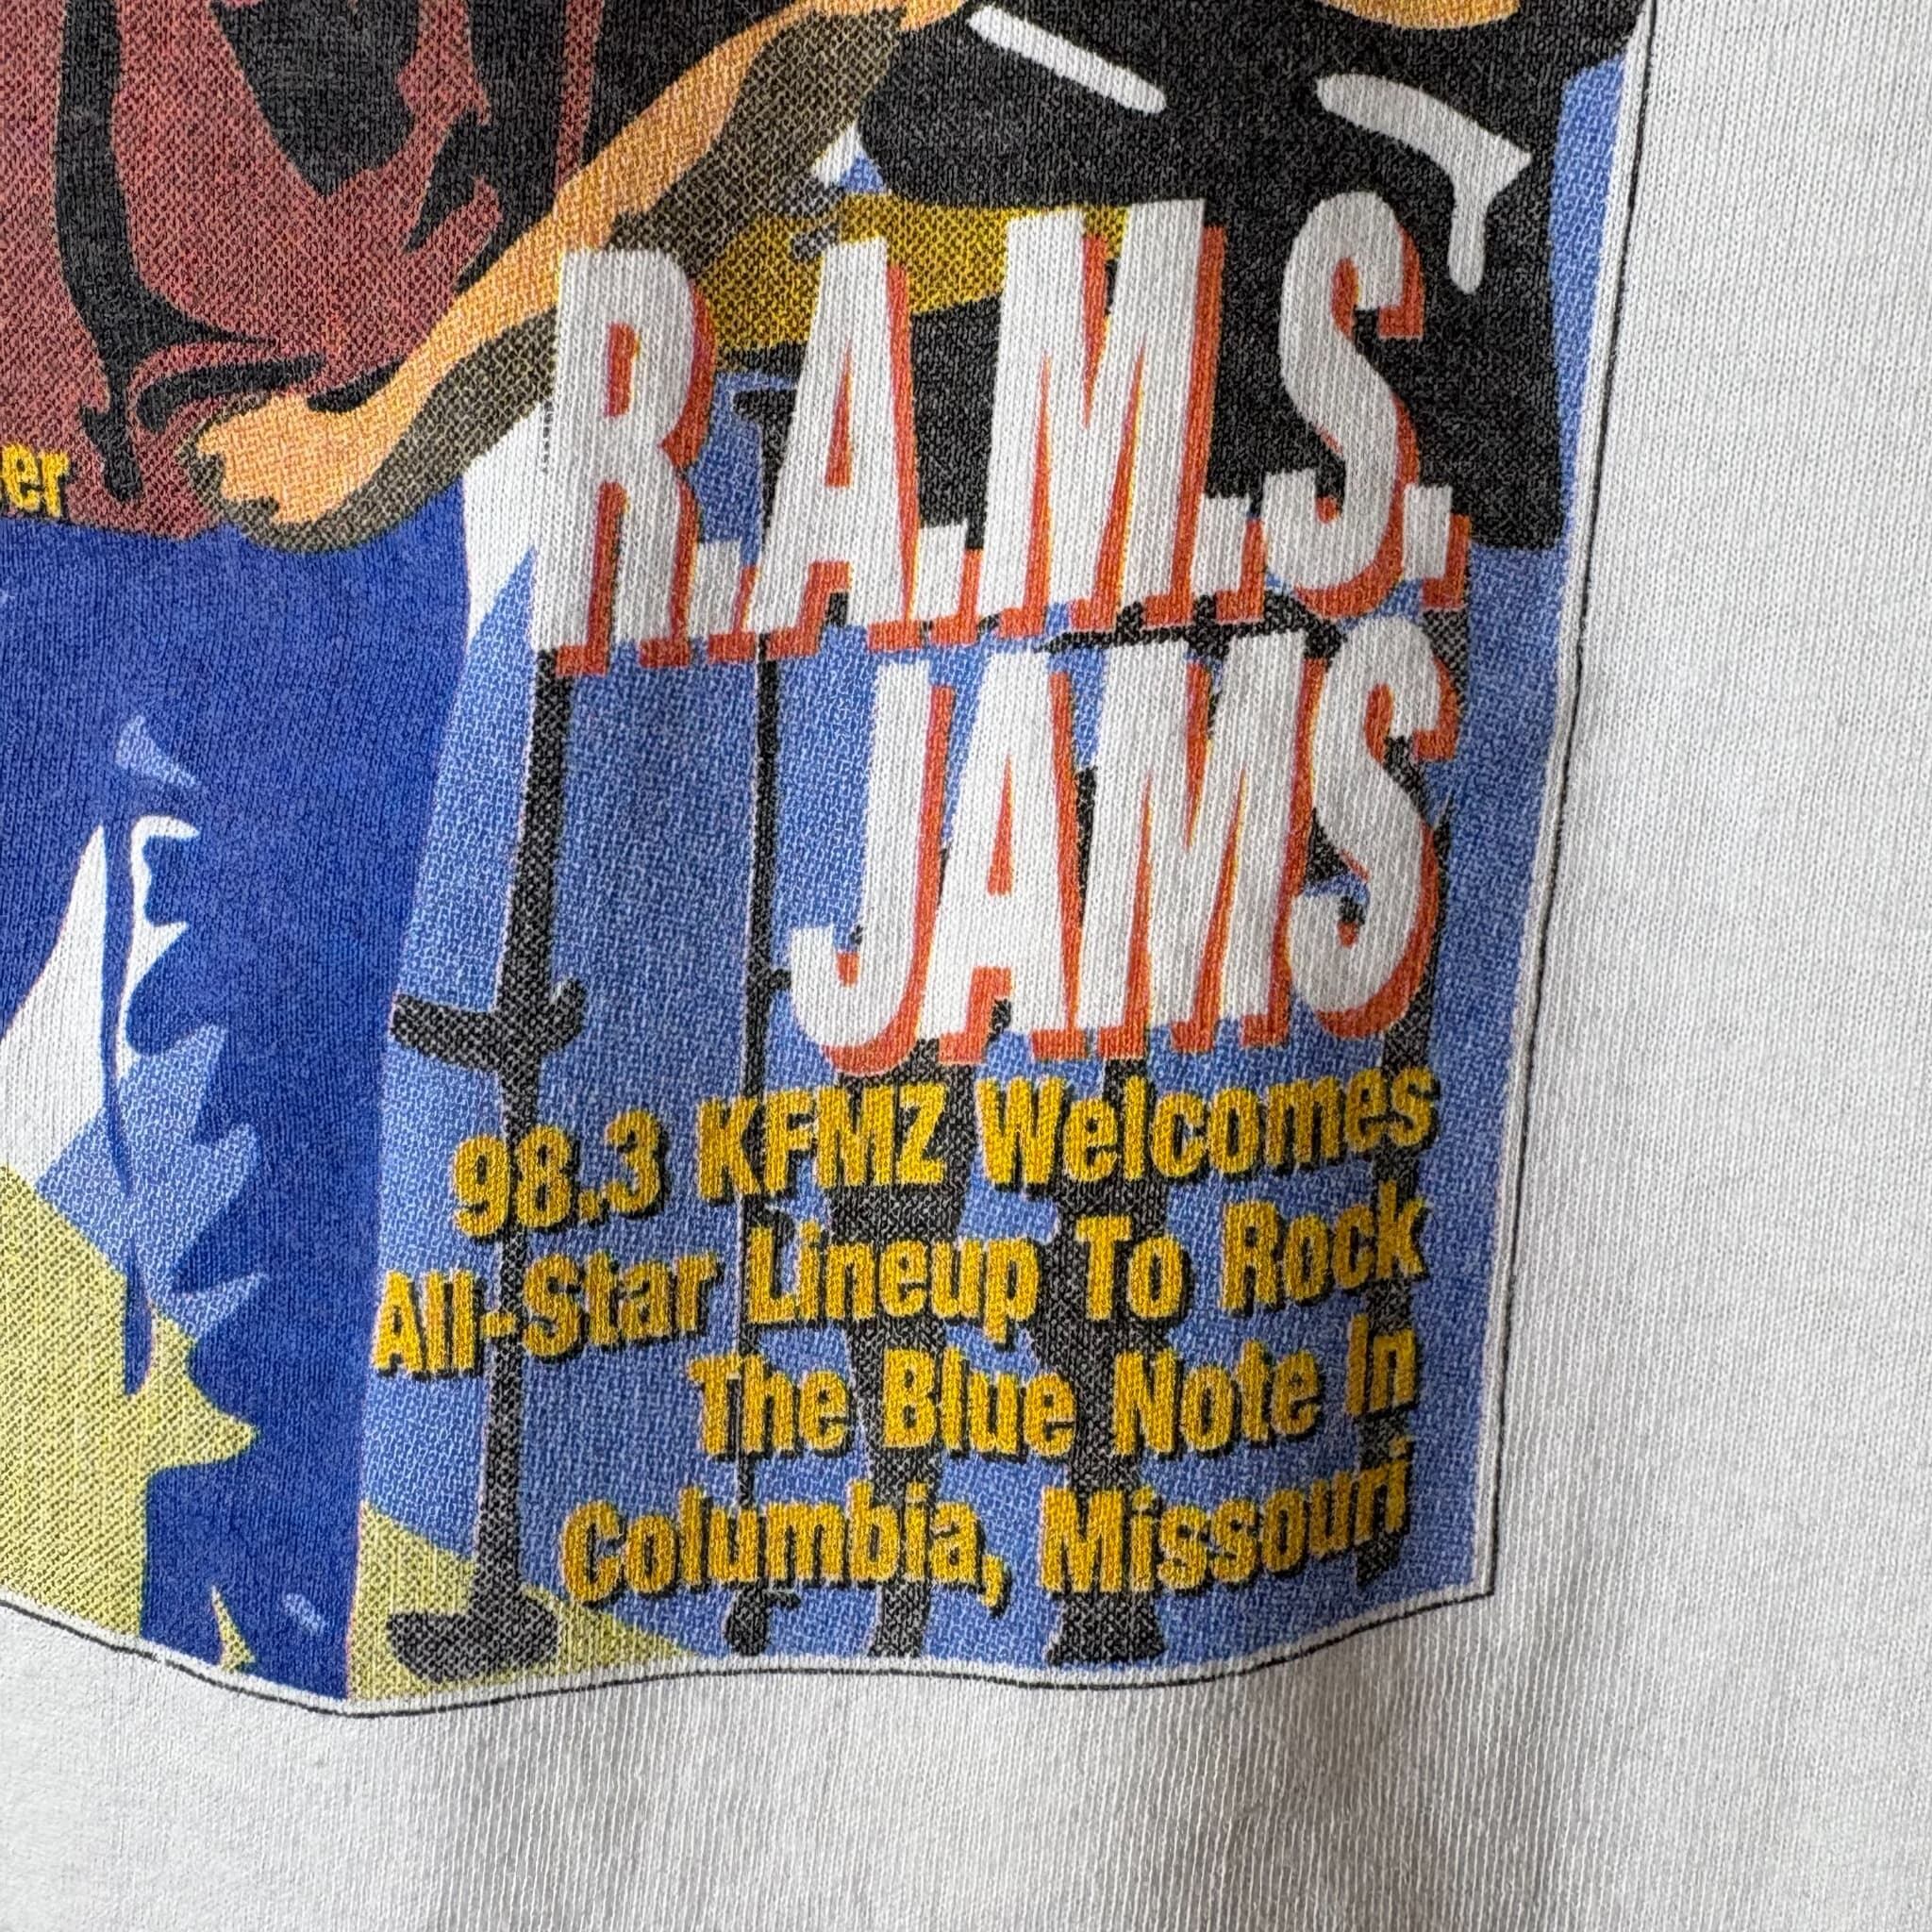 R.A.M.S.
JAMS
98.3 KFMZ Welcomes
All-Star Lineup To Rock
The Blue Note In
Columbia, Missouri